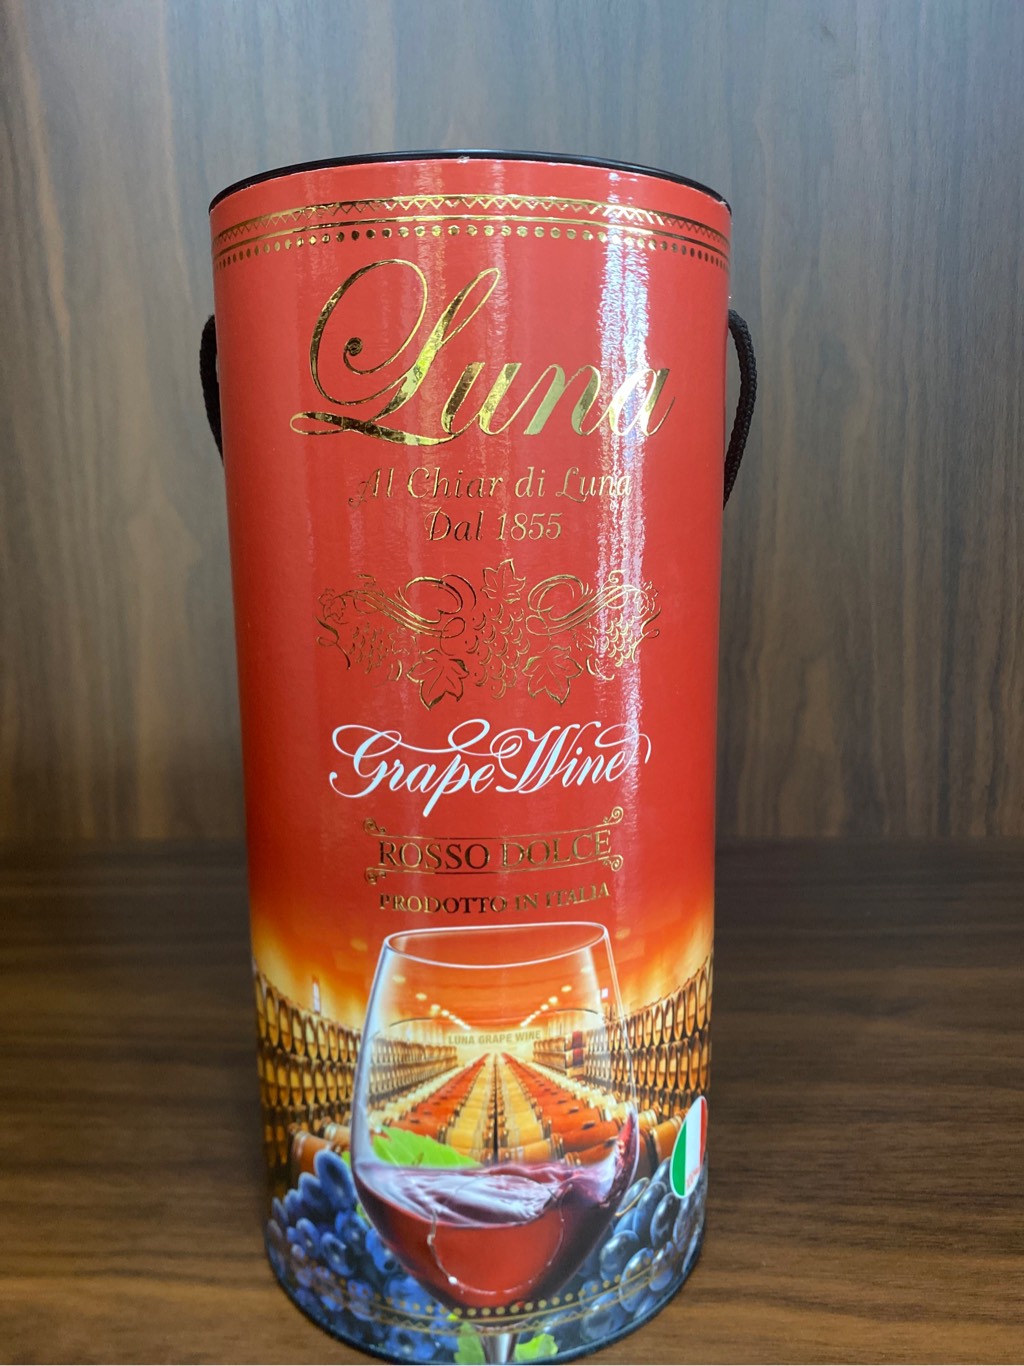 Luna
Al Chiar di Luna
Dal 1855
Grape Wine
ROSSO DOLCE
PRODOTTO IN ITALIA
LUNA GRAPE WINE